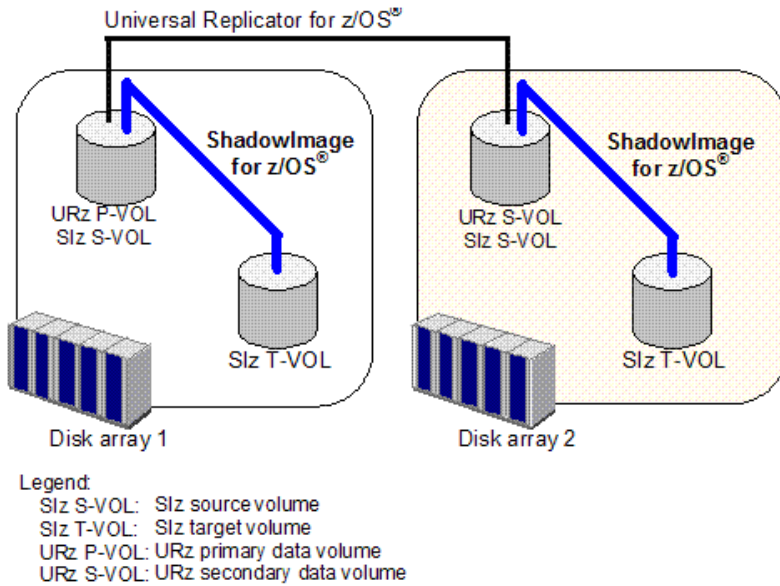 Universal Replicator for z/OS®
ShadowImage
for z/OS®
URz P-VOL
SIz S-VOL
SIz T-VOL
Disk array 1
ShadowImage
for z/OS®
URz S-VOL
SIz S-VOL
SIz T-VOL
Disk array 2
Legend:
SIz S-VOL: SIz source volume
SIz T-VOL: SIz target volume
URz P-VOL: URz primary data volume
URz S-VOL: URz secondary data volume